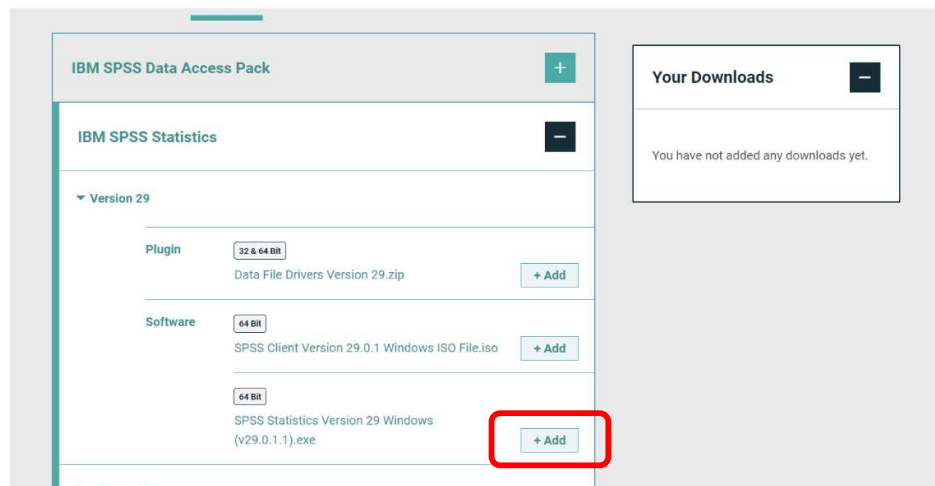 IBM SPSS Data Access Pack
+
IBM SPSS Statistics
−
Version 29
Plugin
32 & 64 Bit
Data File Drivers Version 29.zip
+ Add
Software
64 Bit
SPSS Client Version 29.0.1 Windows ISO File.iso
+ Add
64 Bit
SPSS Statistics Version 29 Windows
(v29.0.1.1).exe
+ Add
Your Downloads
−
You have not added any downloads yet.